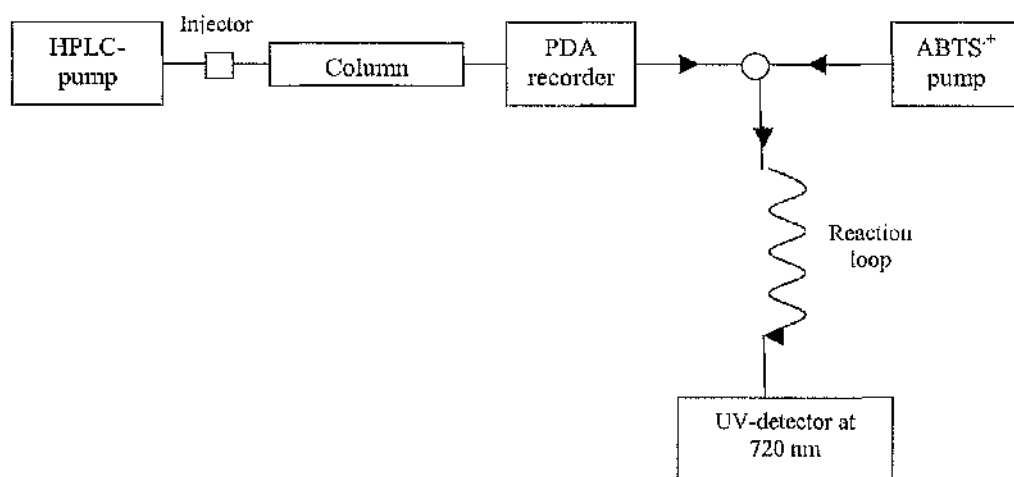 Injector
HPLC-
pump
Column
PDA
recorder
ABTS·+
pump
Reaction
loop
UV-detector at
720 nm